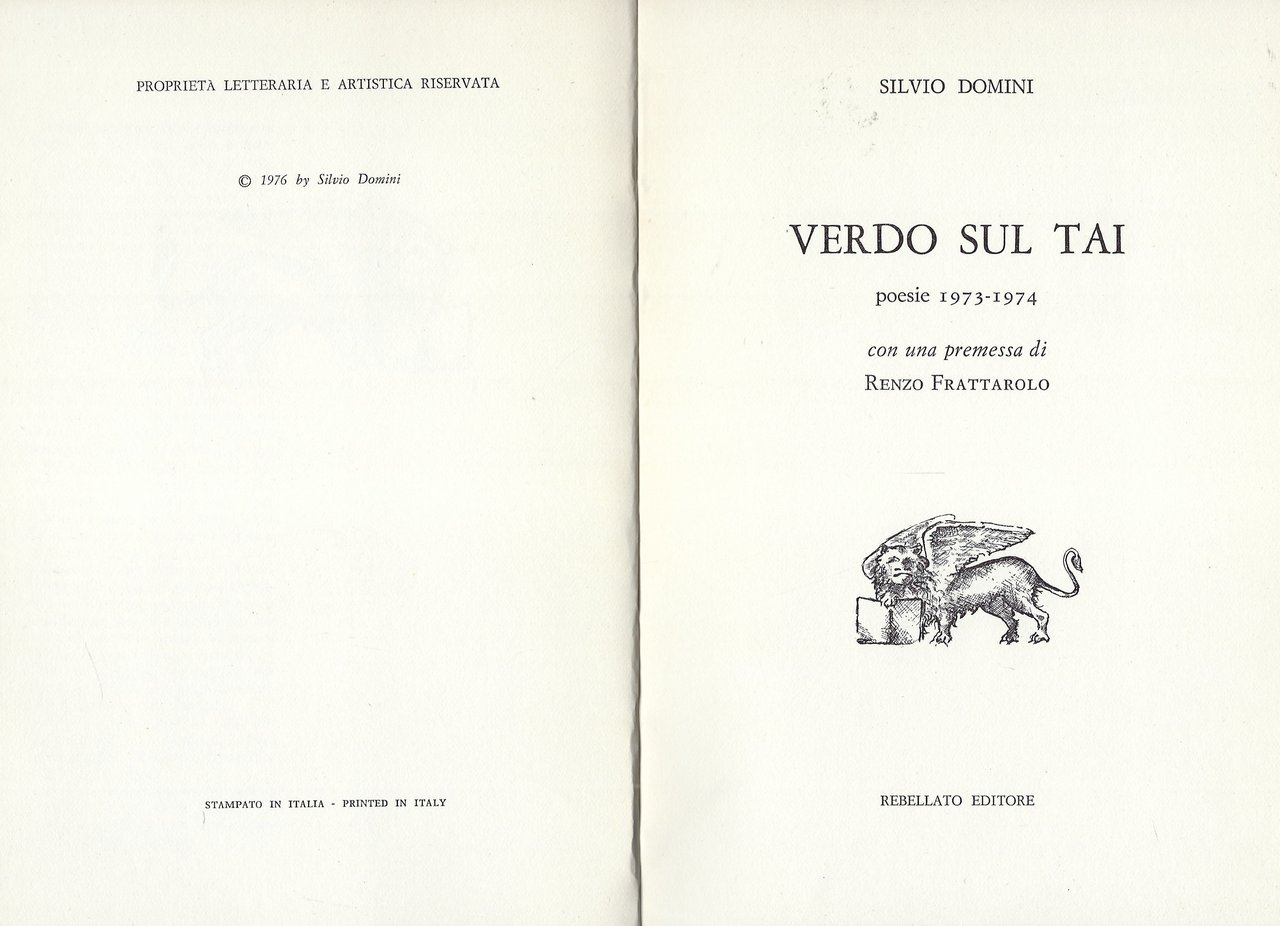 PROPRIETÀ LETTERARIA E ARTISTICA RISERVATA
© 1976 by Silvio Domini
STAMPATO IN ITALIA - PRINTED IN ITALY
SILVIO DOMINI
VERDO SUL TAI
poesie 1973-1974
con una premessa di
RENZO FRATTAROLO
REBELLATO EDITORE